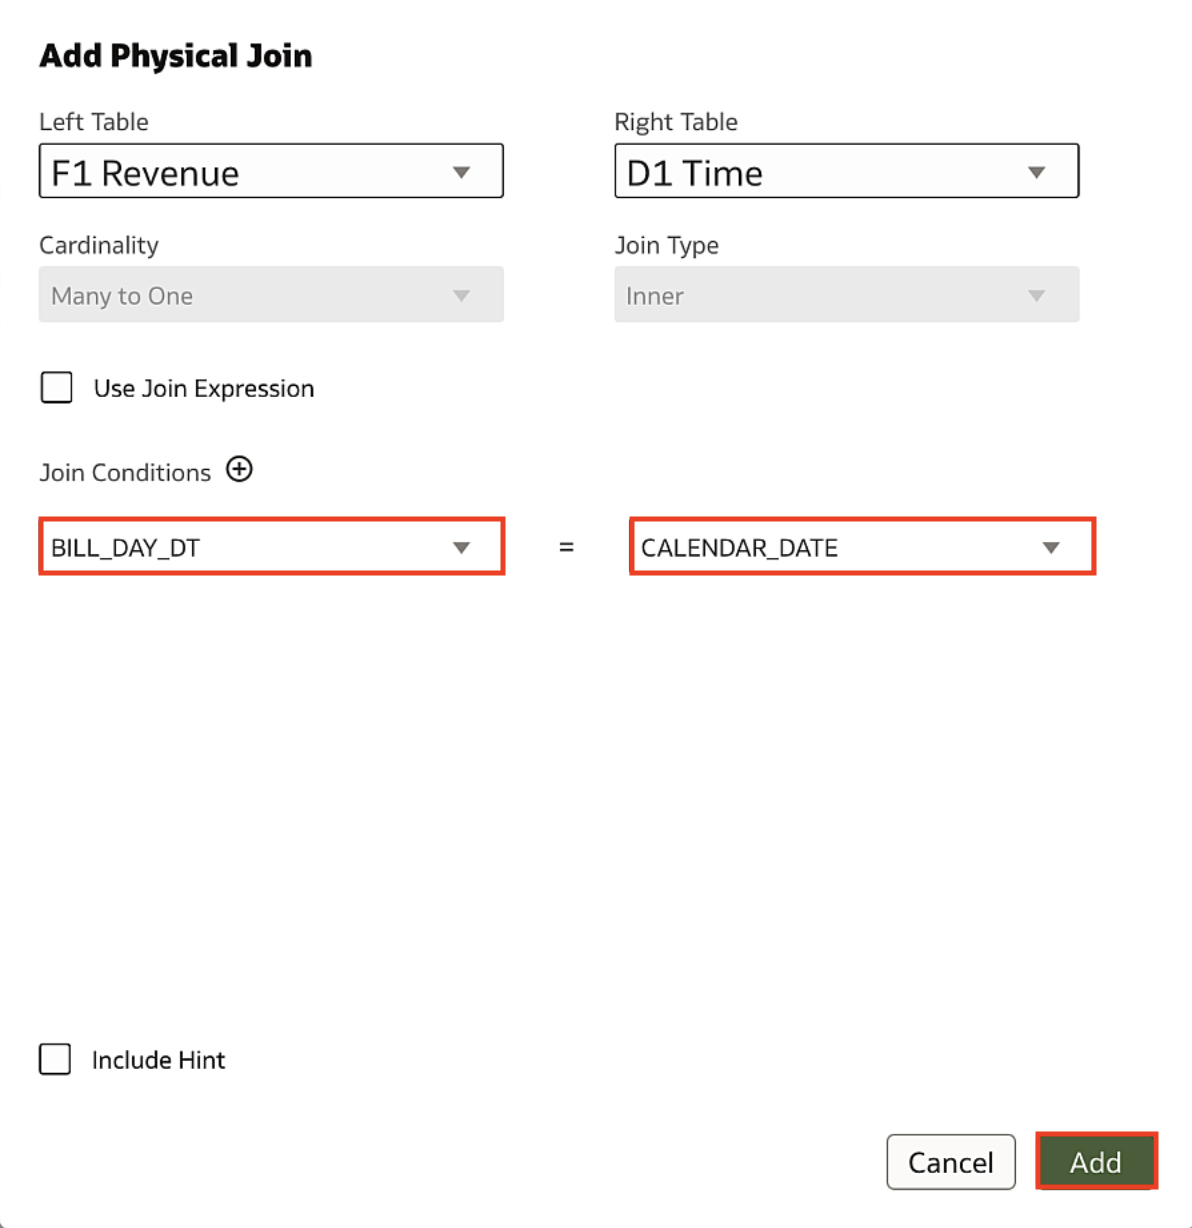 Add Physical Join
Left Table
Right Table
F1 Revenue
D1 Time
Cardinality
Join Type
Many to One
Inner
Use Join Expression
Join Conditions
BILL_DAY_DT
=
CALENDAR_DATE
Include Hint
Cancel
Add